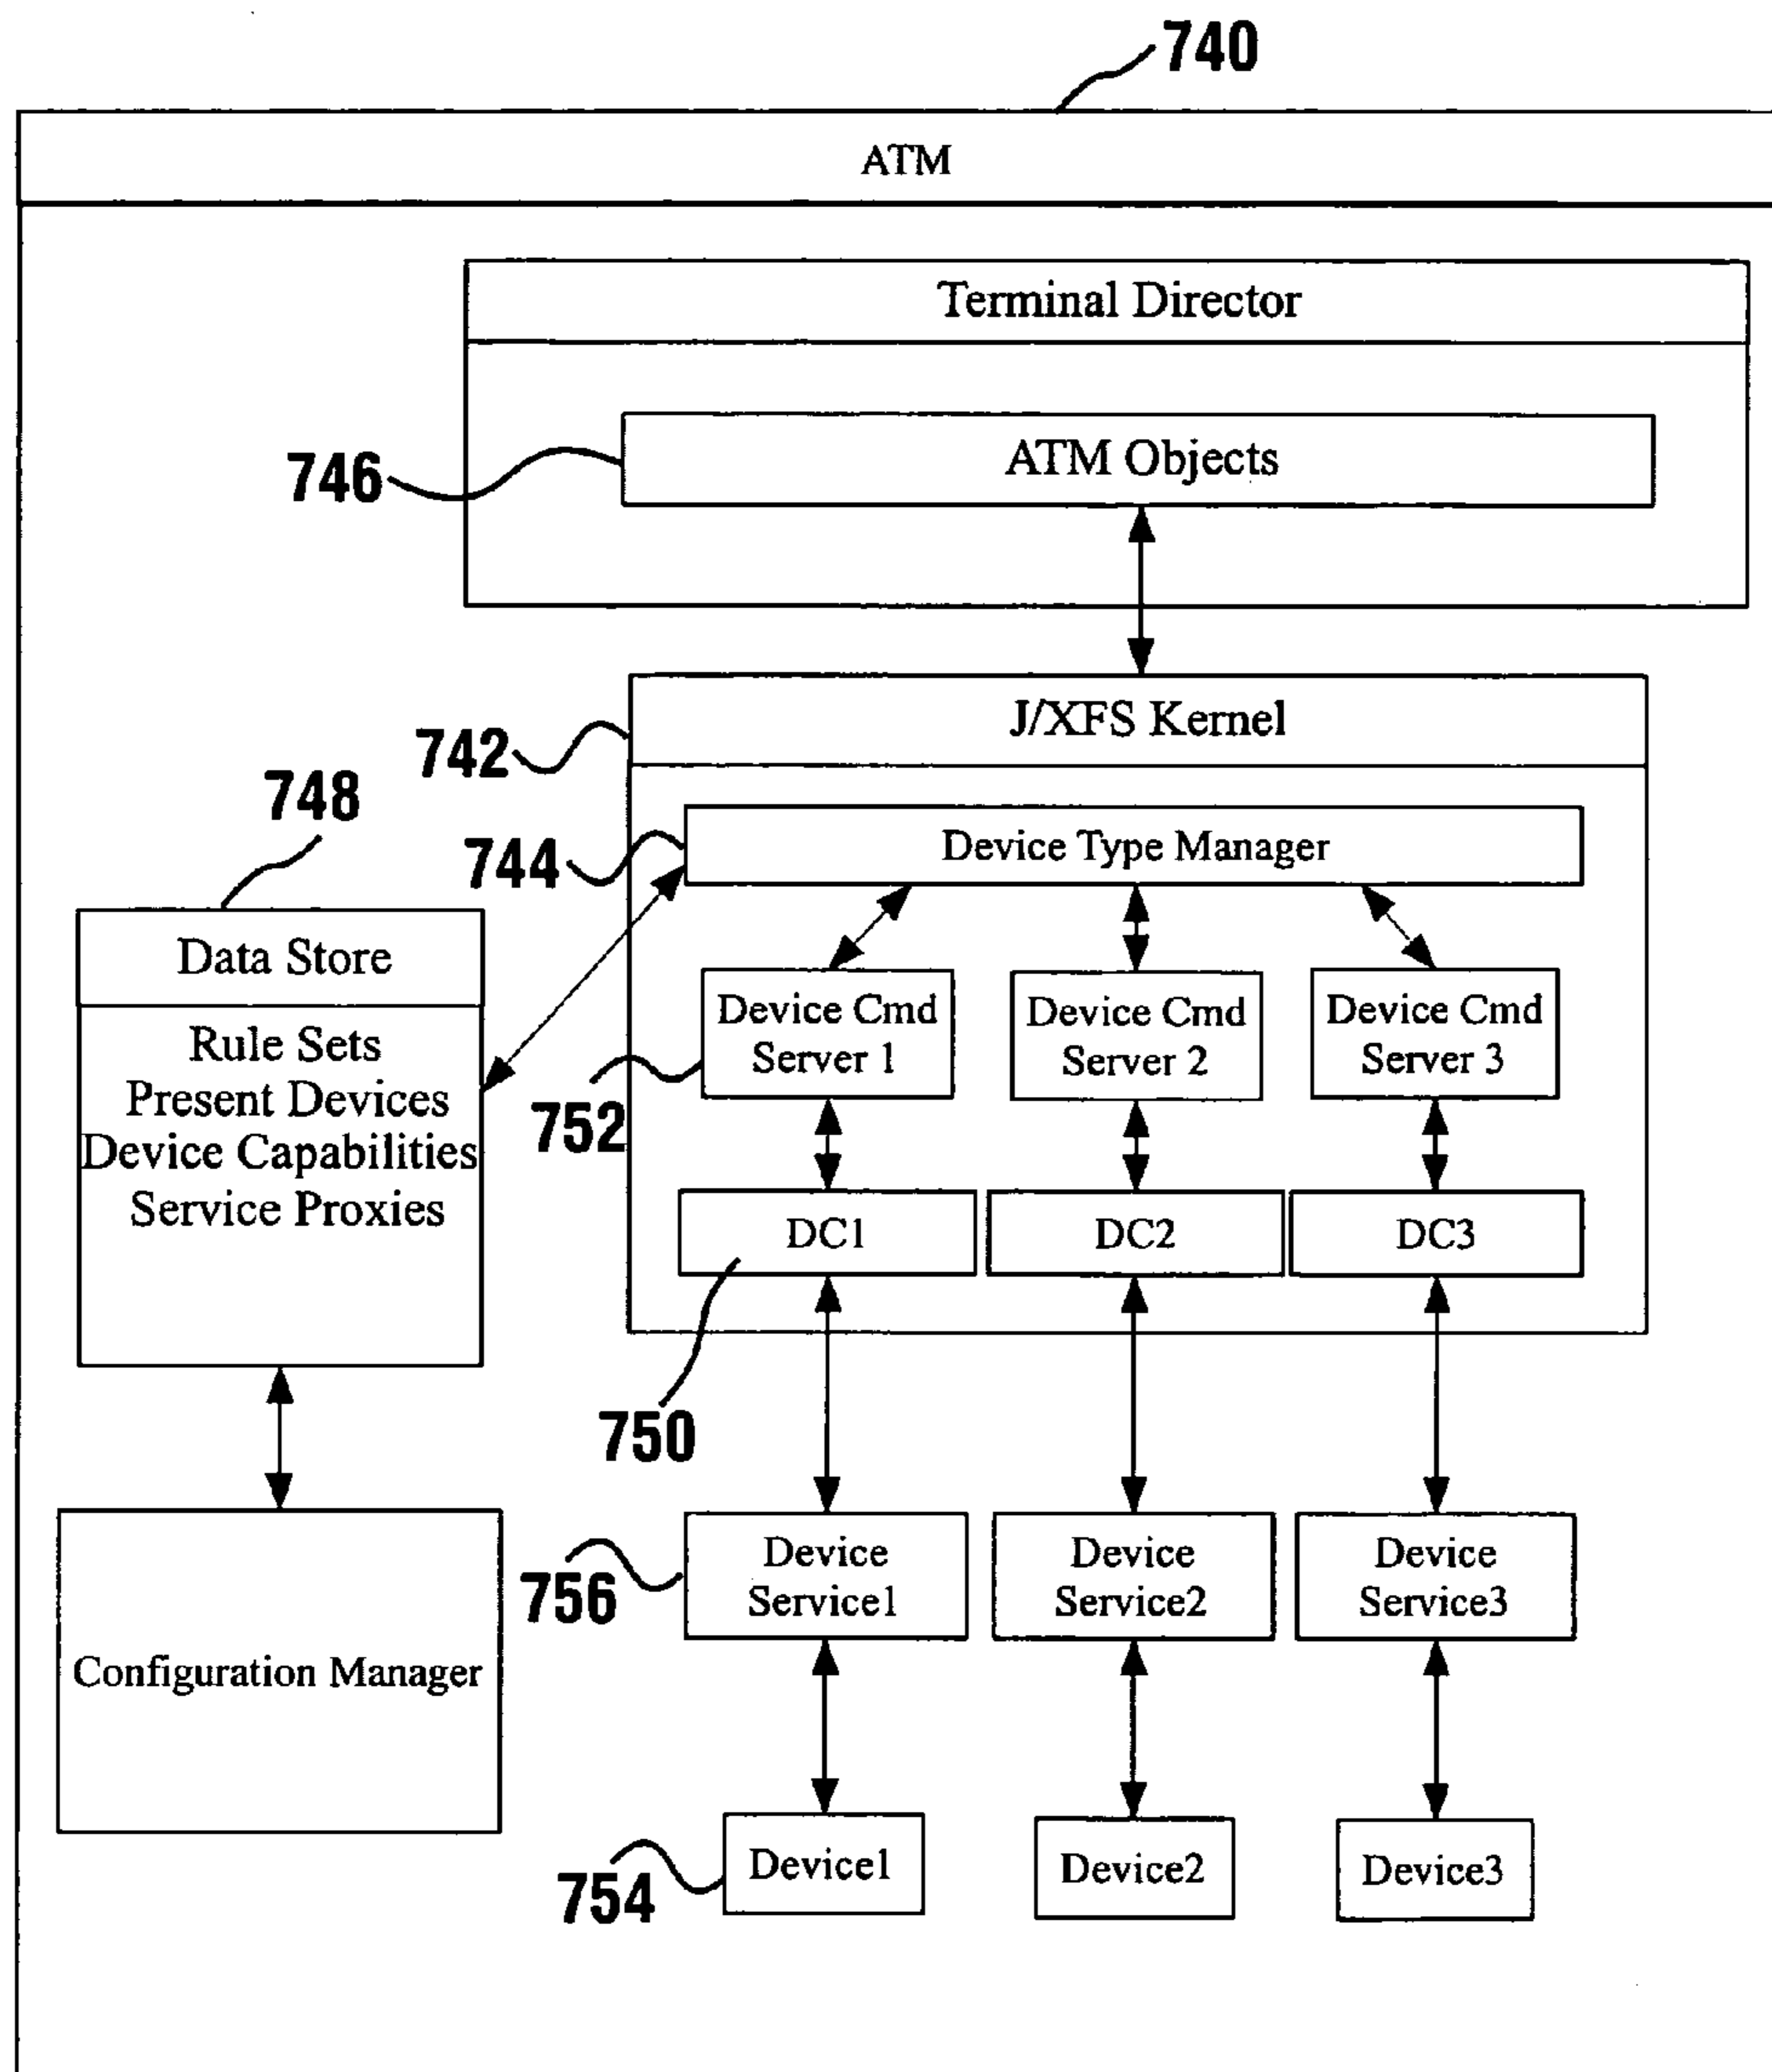 740
ATM
Terminal Director
ATM Objects
746
J/XFS Kernel
742
748
Device Type Manager
744
Data Store
Rule Sets
Present Devices
Device Capabilities
Service Proxies
Device Cmd
Server 1
Device Cmd
Server 2
Device Cmd
Server 3
752
DC1
DC2
DC3
750
Configuration Manager
Device
Service1
Device
Service2
Device
Service3
756
Device1
Device2
Device3
754